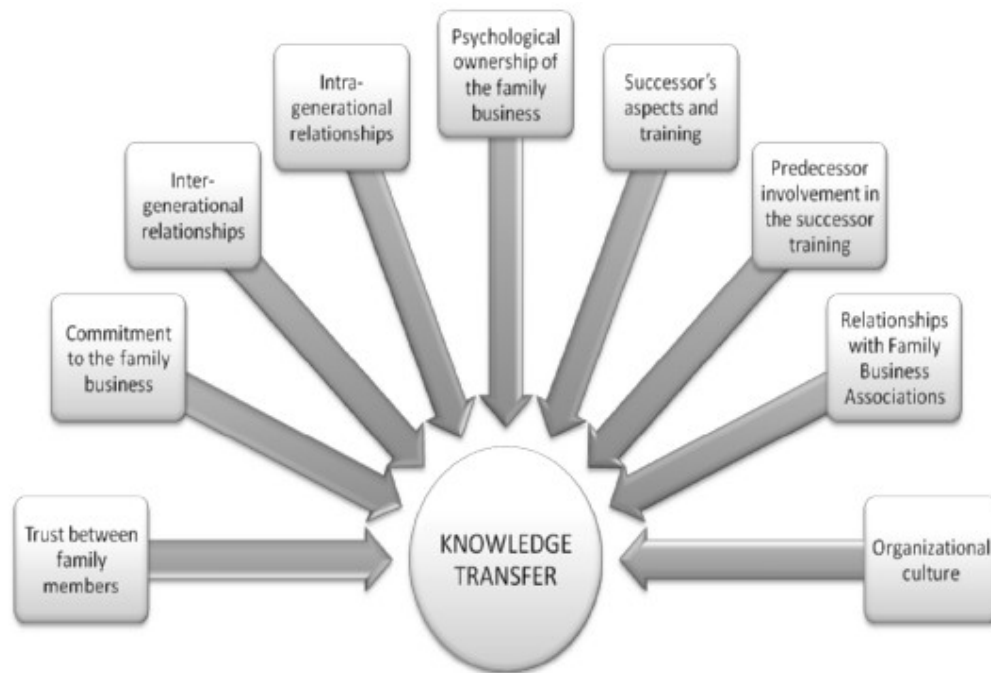 Psychological
ownership of
the family
business
Intra-
generational
relationships
Successor's
aspects and
training
Inter-
generational
relationships
Predecessor
involvement in
the successor
training
Commitment
to the family
business
Relationships
with Family
Business
Associations
Trust between
family
members
KNOWLEDGE
TRANSFER
Organizational
culture